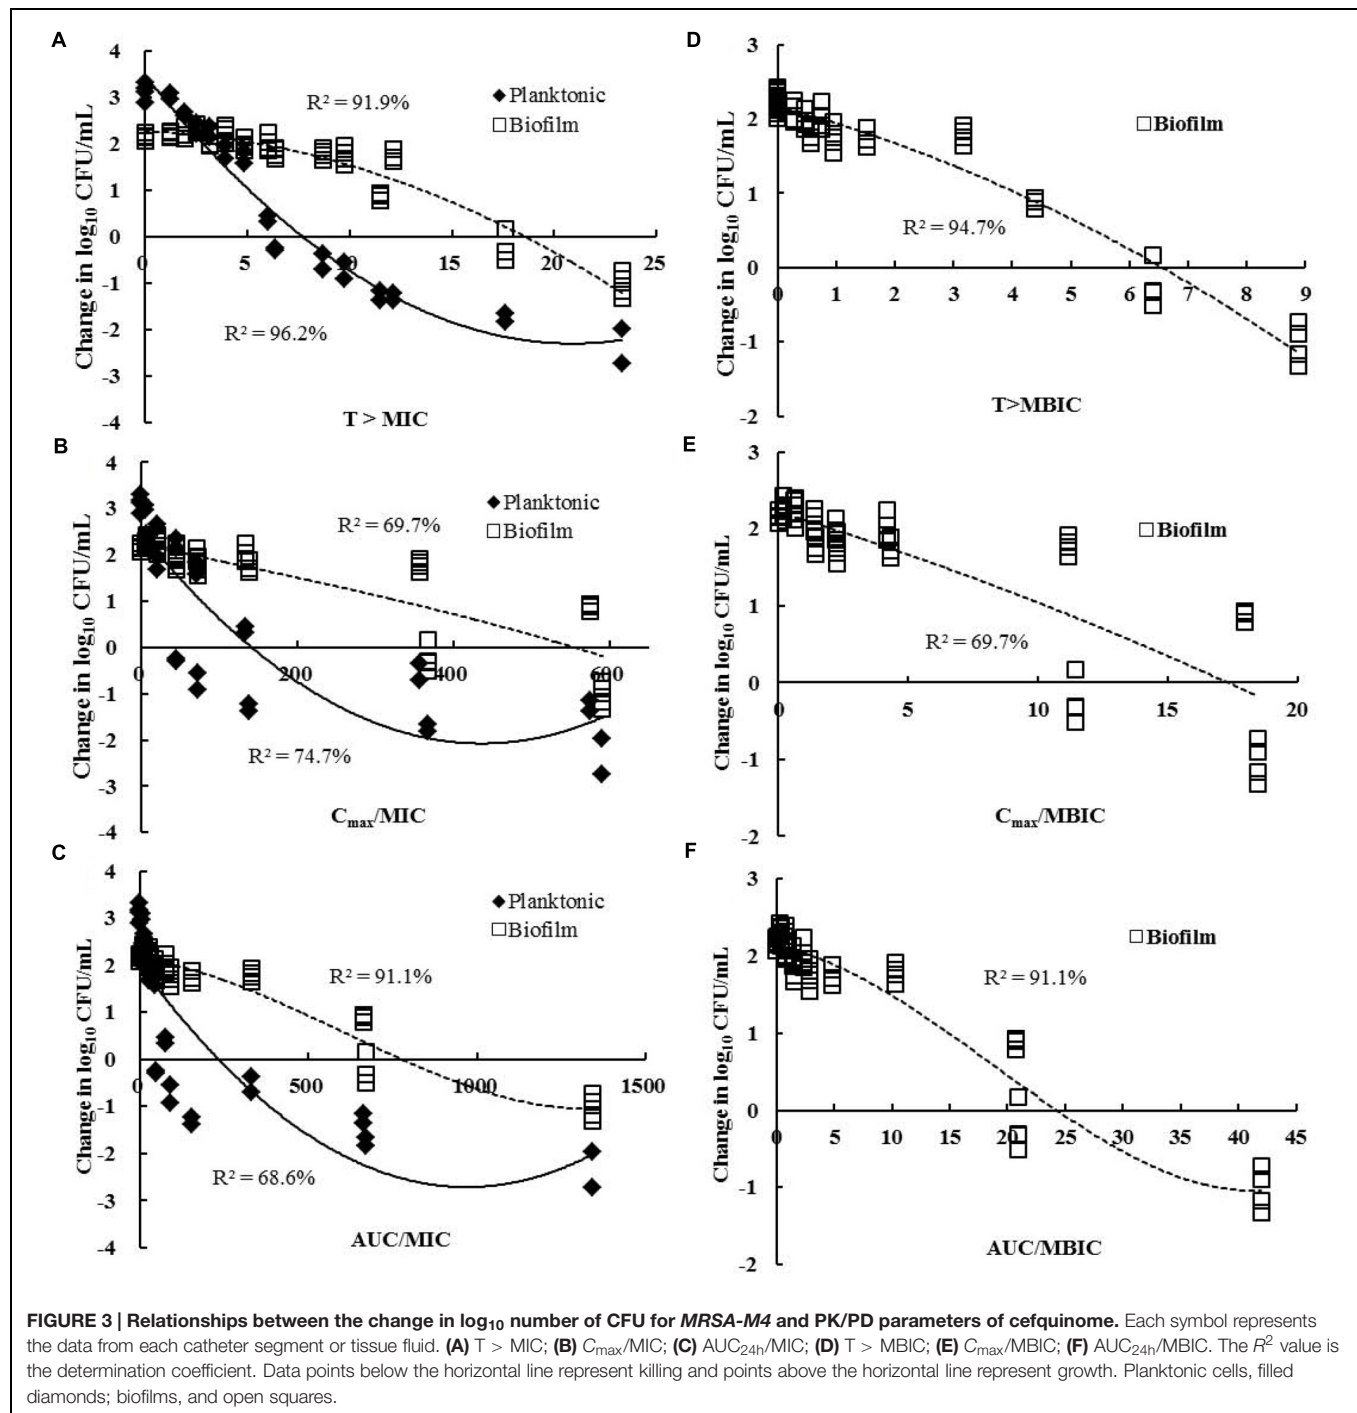 A
4
3
2
1
0
-1
-2
-3
-4
0
5
10
15
20
25
Change in log10 CFU/mL
R² = 91.9%
R² = 96.2%
◆Planktonic
□Biofilm
T > MIC
D
3
2
1
0
-1
-2
0
1
2
3
4
5
6
7
8
9
Change in log10 CFU/mL
R² = 94.7%
□Biofilm
T>MBIC
B
4
3
2
1
0
-1
-2
-3
-4
0
200
400
600
Change in log10 CFU/mL
R² = 69.7%
R² = 74.7%
◆Planktonic
□Biofilm
Cmax/MIC
E
3
2
1
0
-1
-2
0
5
10
15
20
Change in log10 CFU/mL
R² = 69.7%
□Biofilm
Cmax/MBIC
C
4
3
2
1
0
-1
-2
-3
-4
0
500
1000
1500
Change in log10 CFU/mL
R² = 91.1%
R² = 68.6%
◆Planktonic
□Biofilm
AUC/MIC
F
3
2
1
0
-1
-2
0
5
10
15
20
25
30
35
40
45
Change in log10 CFU/mL
R² = 91.1%
□Biofilm
AUC/MBIC
FIGURE 3 | Relationships between the change in log10 number of CFU for MRSA-M4 and PK/PD parameters of cefquinome. Each symbol represents
the data from each catheter segment or tissue fluid. (A) T > MIC; (B) Cmax/MIC; (C) AUC24h/MIC; (D) T > MBIC; (E) Cmax/MBIC; (F) AUC24h/MBIC. The R² value is
the determination coefficient. Data points below the horizontal line represent killing and points above the horizontal line represent growth. Planktonic cells, filled
diamonds; biofilms, and open squares.